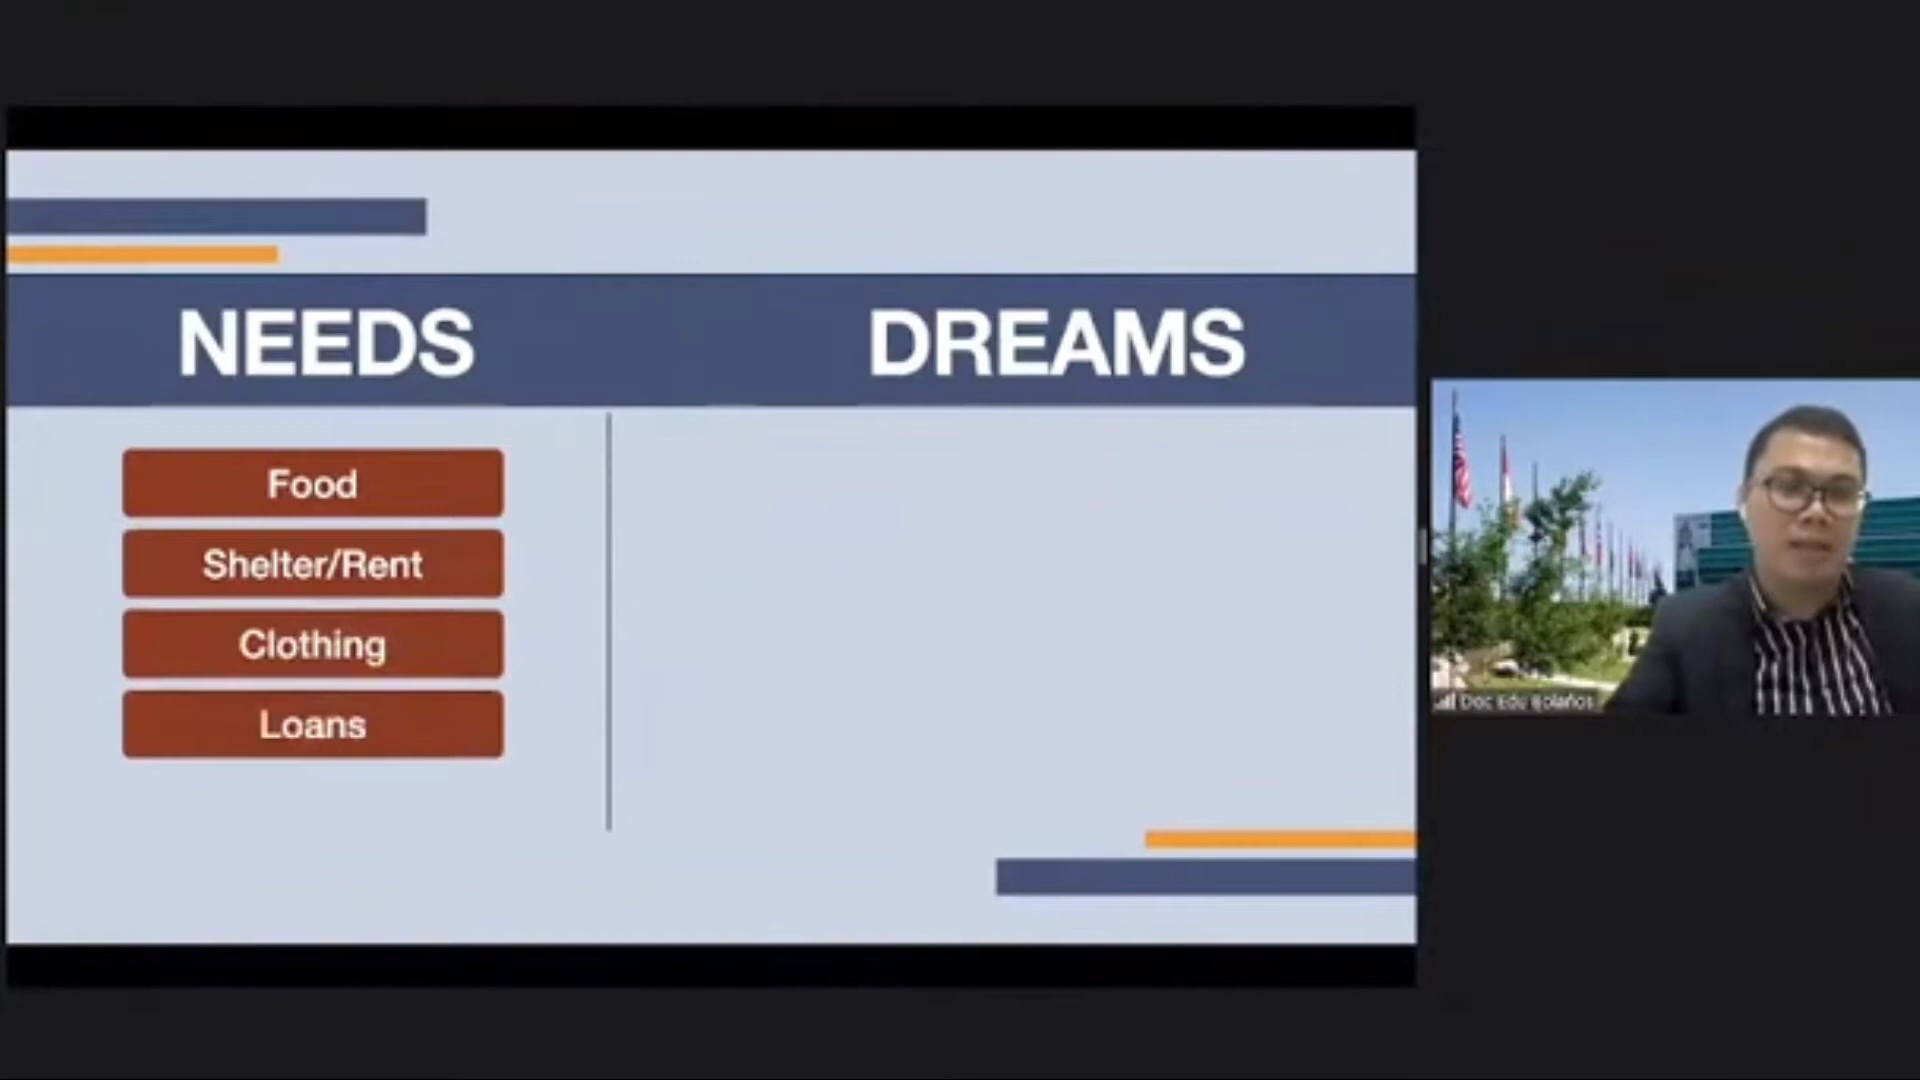 NEEDS
DREAMS
Food
Shelter/Rent
Clothing
Loans
Doc Edu Bolaños